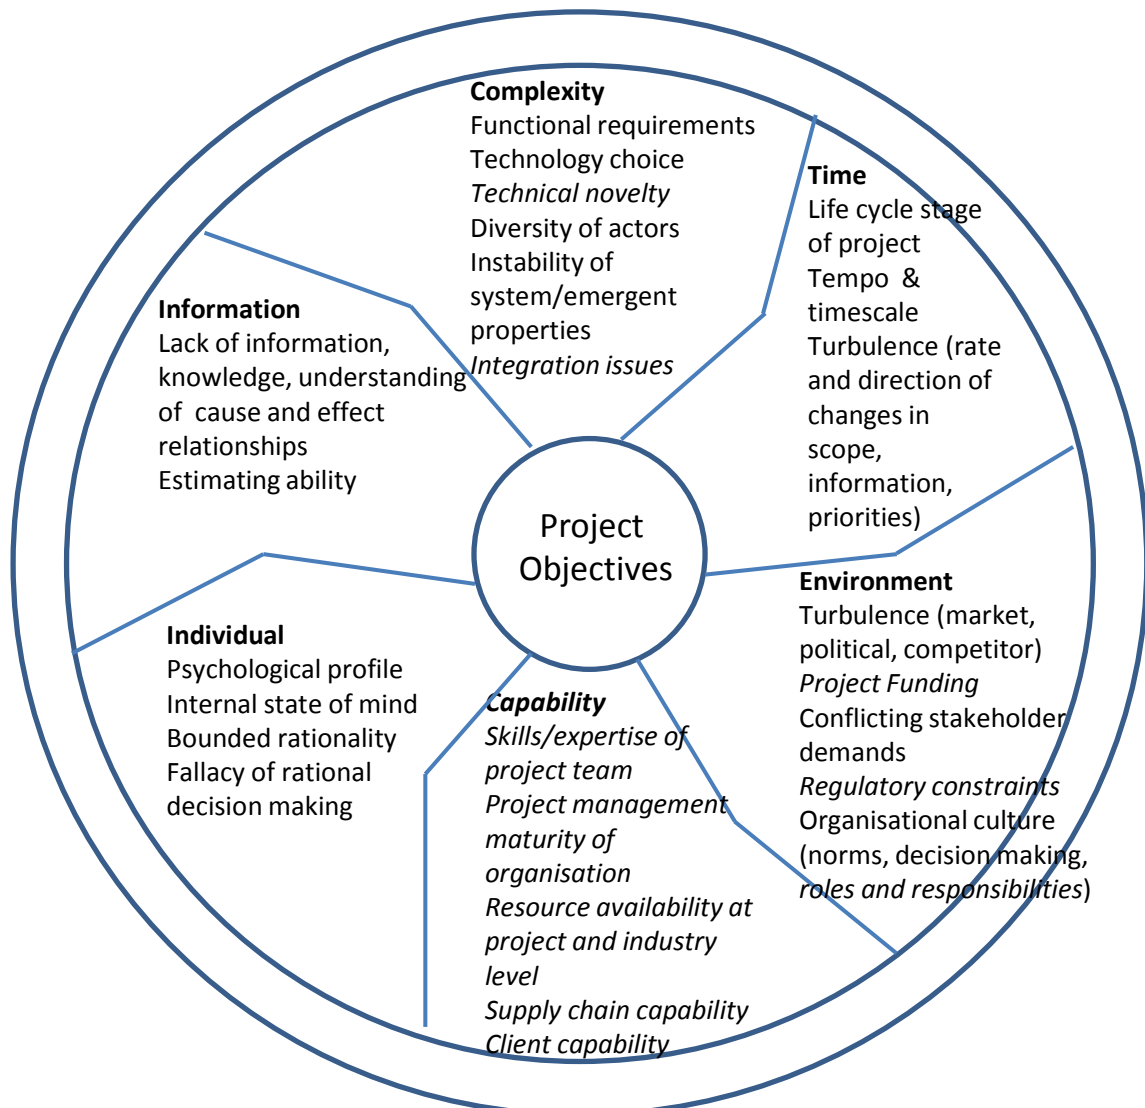 Complexity
Functional requirements
Technology choice
Technical novelty
Diversity of actors
Instability of
system/emergent
properties
Integration issues
Time
Life cycle stage
of project
Tempo &
timescale
Turbulence (rate
and direction of
changes in
scope,
information,
priorities)
Information
Lack of information,
knowledge, understanding
of cause and effect
relationships
Estimating ability
Project
Objectives
Environment
Turbulence (market,
political, competitor)
Project Funding
Conflicting stakeholder
demands
Regulatory constraints
Organisational culture
(norms, decision making,
roles and responsibilities)
Individual
Psychological profile
Internal state of mind
Bounded rationality
Fallacy of rational
decision making
Capability
Skills/expertise of
project team
Project management
maturity of
organisation
Resource availability at
project and industry
level
Supply chain capability
Client capability